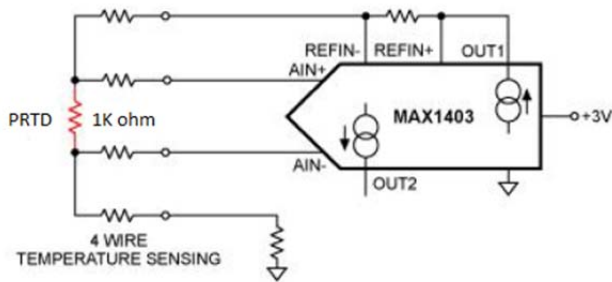 REFIN- REFIN+ OUT1
AIN+
PRTD 1K ohm
MAX1403
+3V
AIN-
OUT2
4 WIRE
TEMPERATURE SENSING